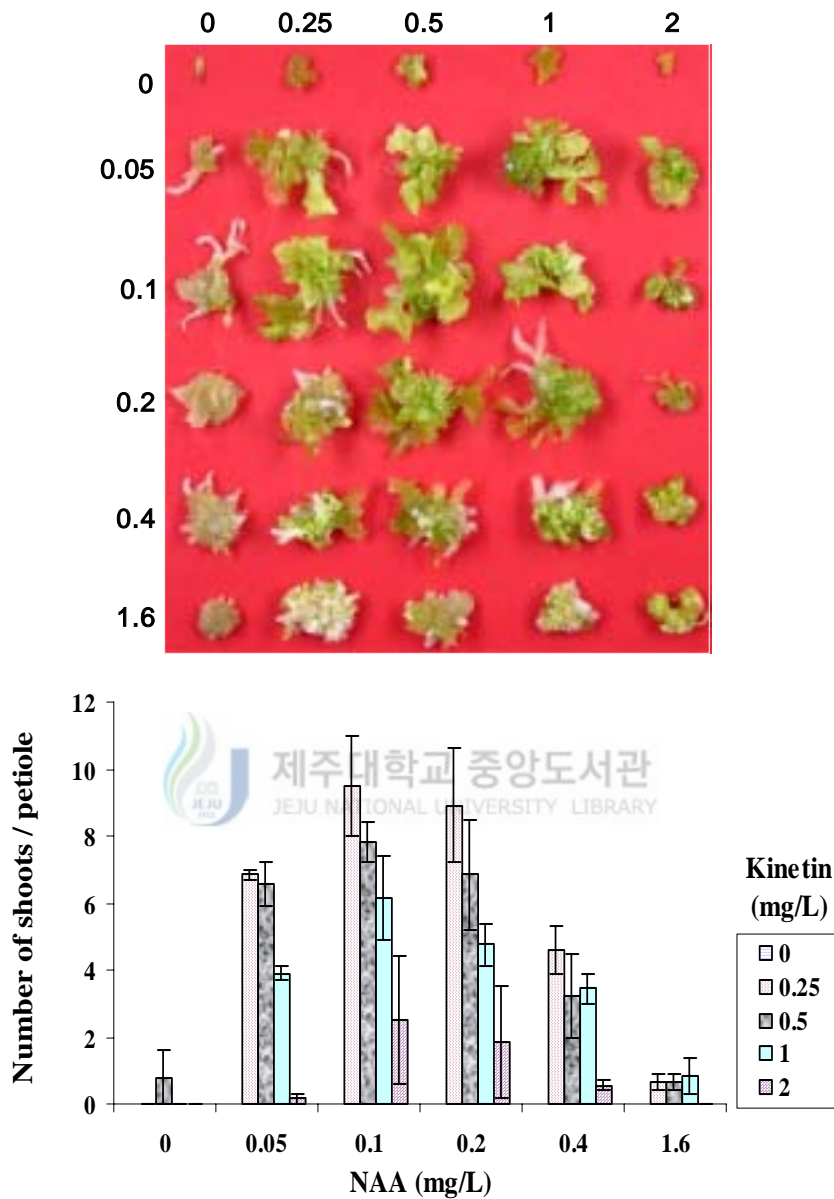 0 0.25 0.5 1 2
0
0.05
0.1
0.2
0.4
1.6
12
10
8
6
4
2
0
Number of shoots / petiole
제주대학교 중앙도서관
JEJU NATIONAL UNIVERSITY LIBRARY
JEJU
1952
Kinetin
(mg/L)
0
0.25
0.5
1
2
0 0.05 0.1 0.2 0.4 1.6
NAA (mg/L)